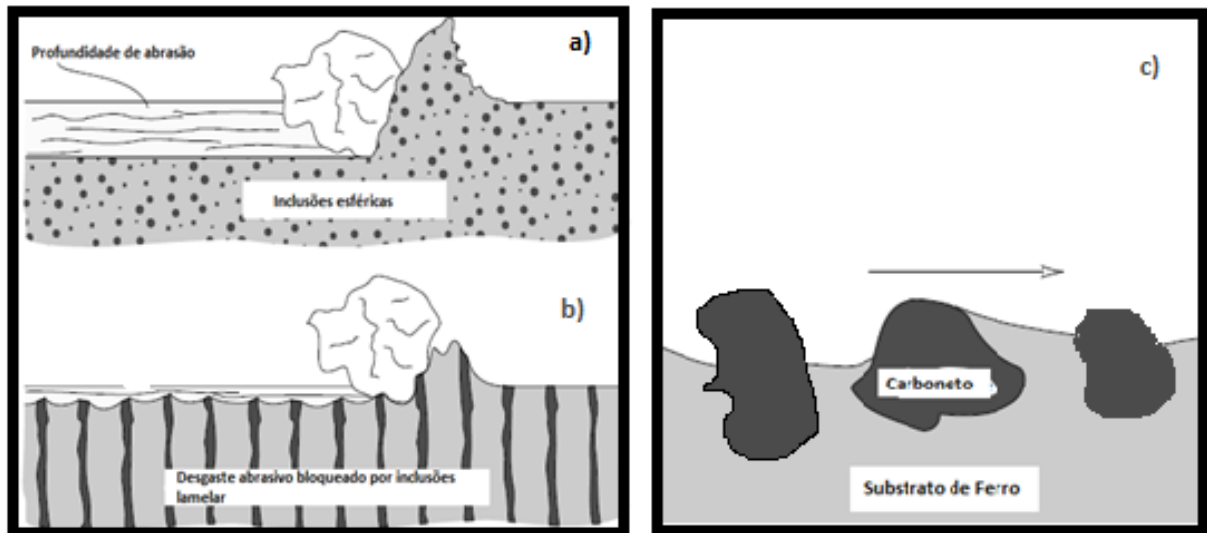 a)
Profundidade de abrasão
Inclusões esféricas
b)
Desgaste abrasivo bloqueado por inclusões
lamelar
c)
Carboneto
Substrato de Ferro